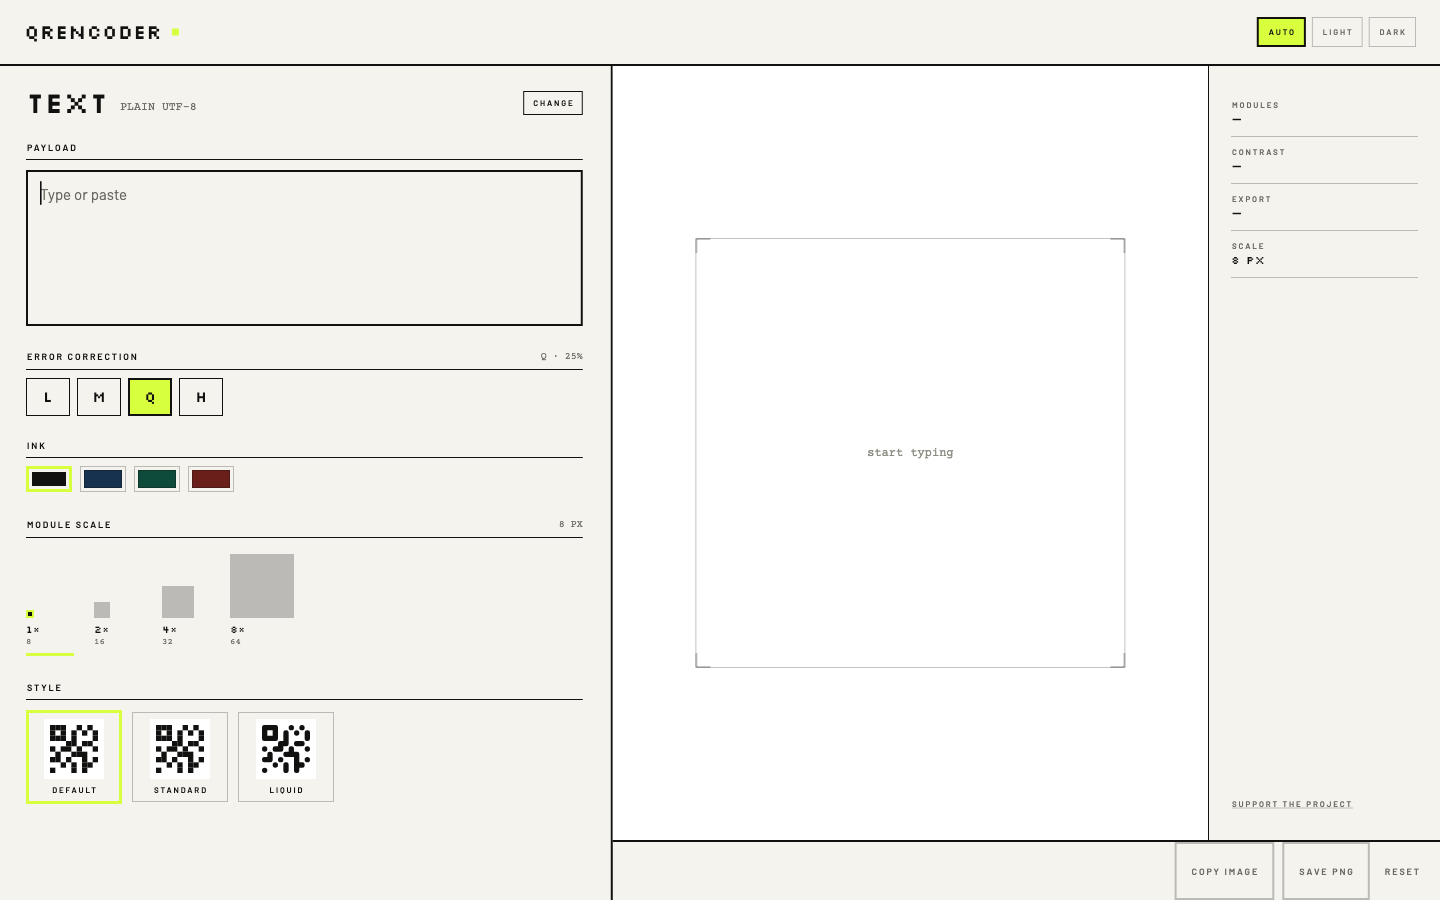 QRENCODER
AUTO
LIGHT
DARK
TEXT
PLAIN UTF-8
CHANGE
PAYLOAD
Type or paste
ERROR CORRECTION
Q · 25%
L
M
Q
H
INK
MODULE SCALE
8 PX
1×
8
2×
16
4×
32
8×
64
STYLE
DEFAULT
STANDARD
LIQUID
start typing
MODULES
—
CONTRAST
—
EXPORT
—
SCALE
8 PX
SUPPORT THE PROJECT
COPY IMAGE
SAVE PNG
RESET